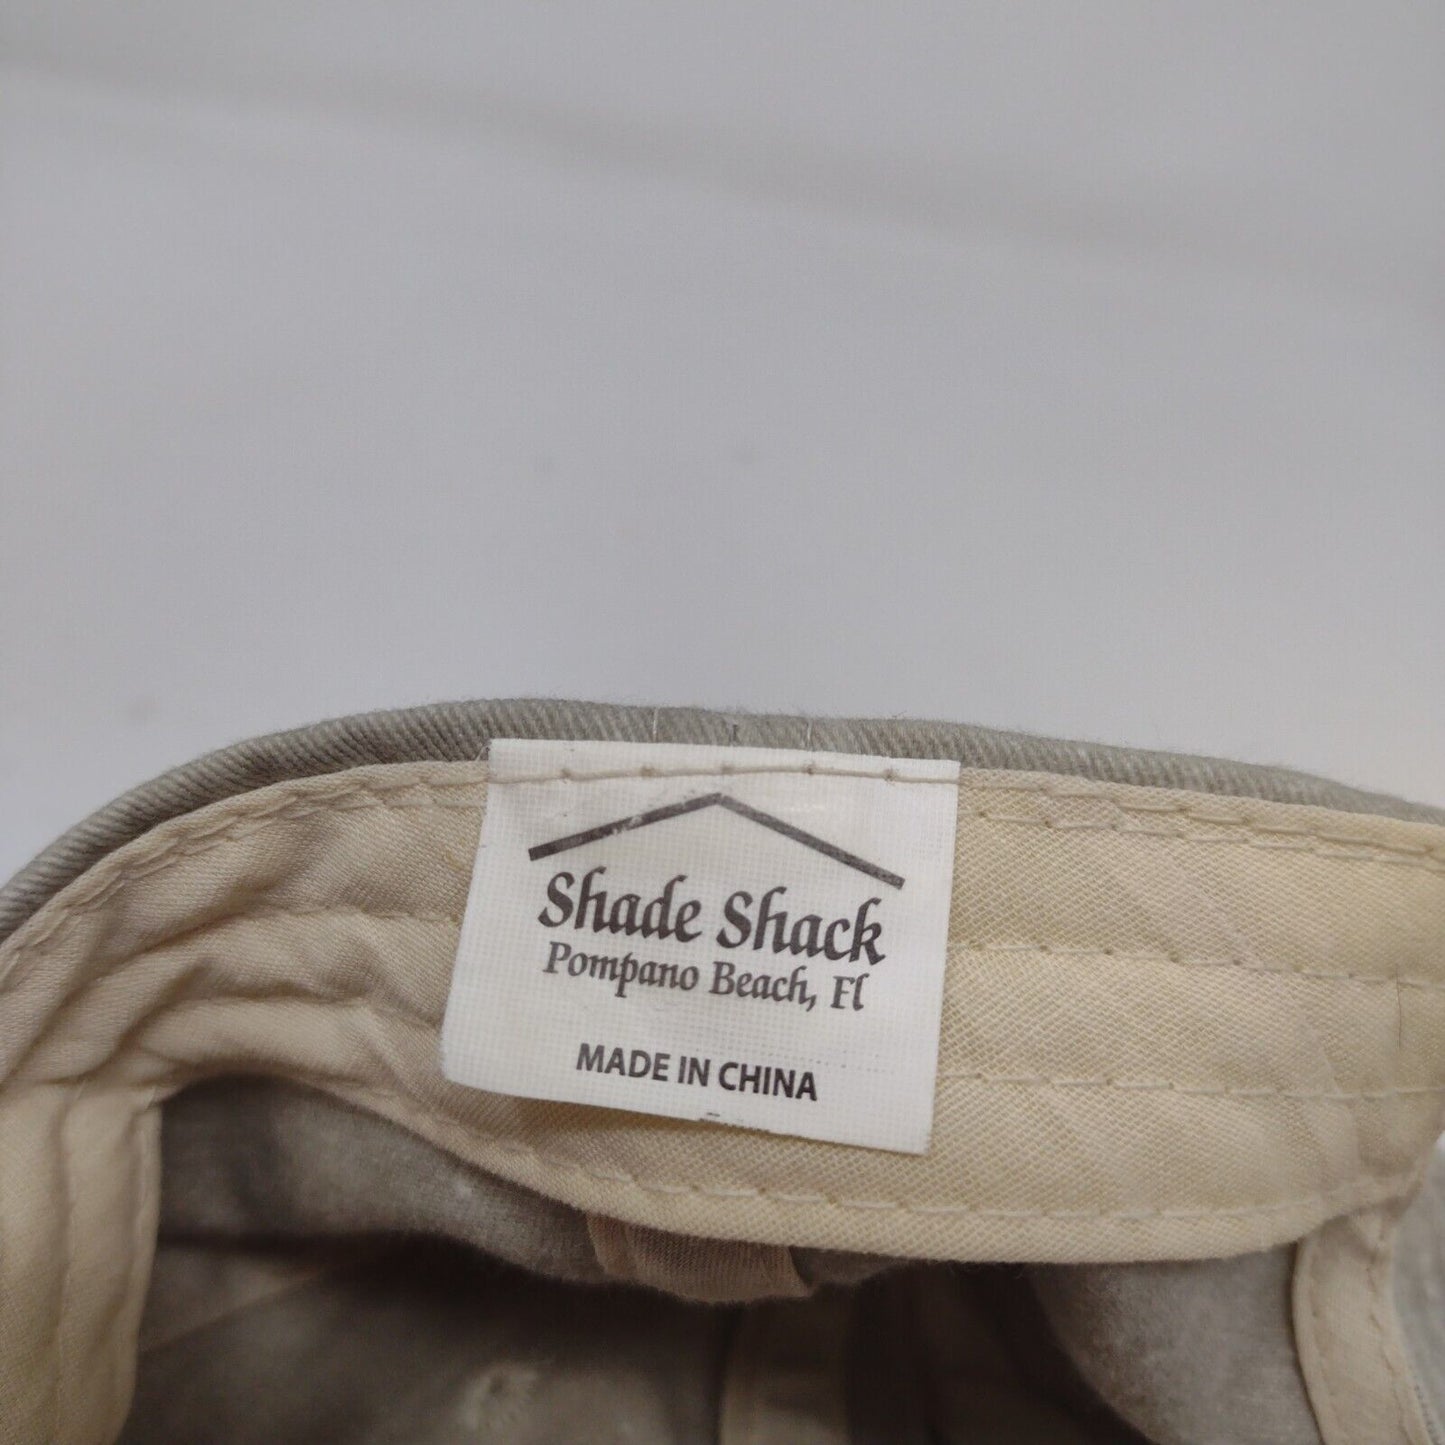 Shade Shack
Pompano Beach, Fl
MADE IN CHINA